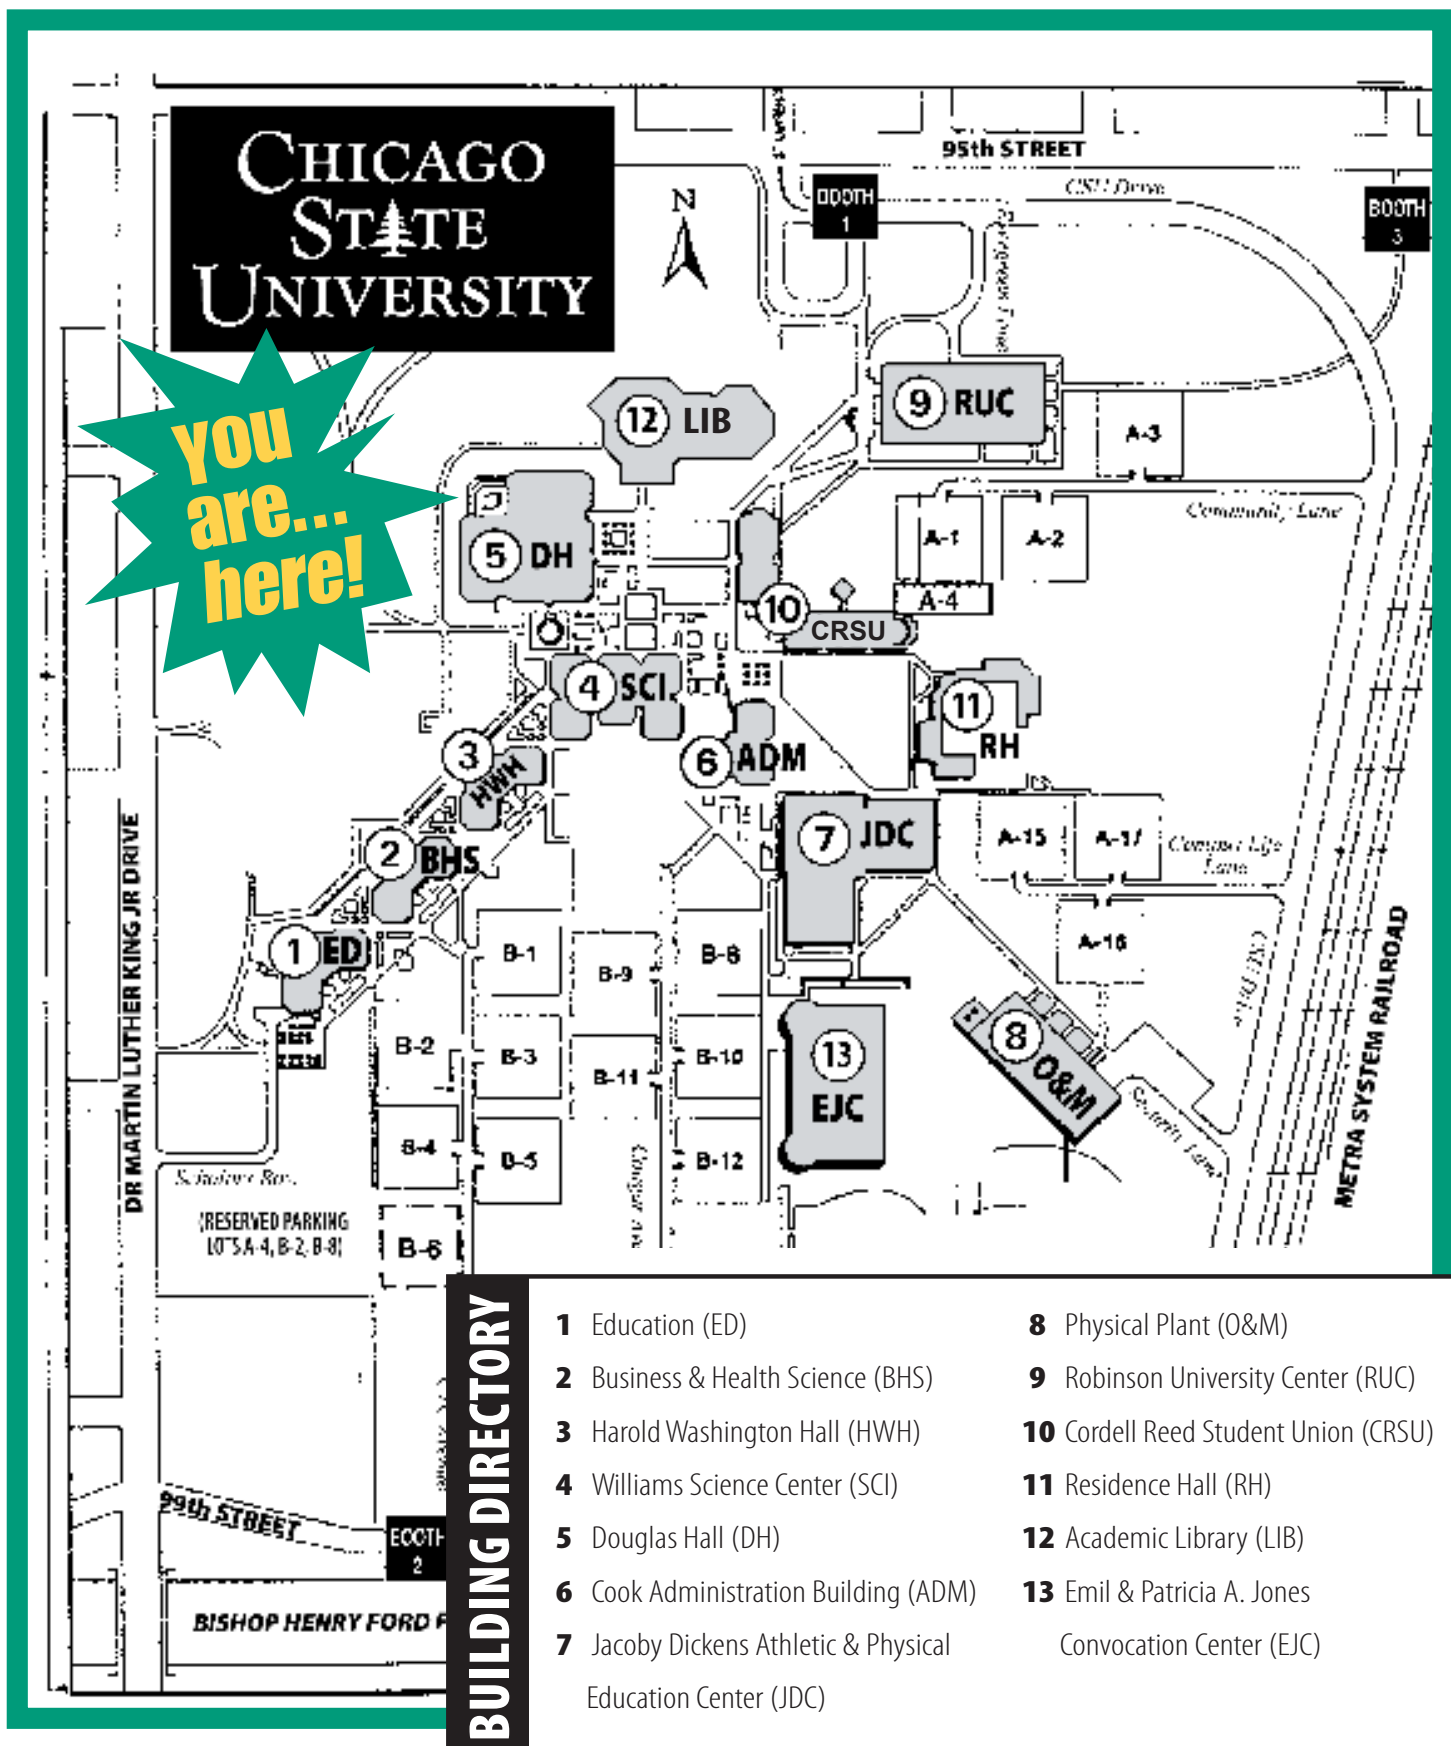 95th STREET
CHICAGO
STATE
UNIVERSITY
CSU Drive
BOOTH
1
BOOTH
3
N
you
are...
here!
12 LIB
9 RUC
A-3
Community Lane
5 DH
A-1
A-2
A-4
10
CRSU
4 SCI
11
RH
3
HWH
6 ADM
7 JDC
A-15
A-17
Lane
2
BHS
DR MARTIN LUTHER KING JR DRIVE
METRA SYSTEM RAILROAD
1 ED
B-1
B-9
B-8
A-16
B-2
B-3
B-11
B-10
13
EJC
8
O&M
B-4
B-5
B-12
(RESERVED PARKING
LOTS A-4, B-2, B-8)
B-6
99th STREET
BOOTH
2
BISHOP HENRY FORD F
BUILDING DIRECTORY
1 Education (ED)
2 Business & Health Science (BHS)
3 Harold Washington Hall (HWH)
4 Williams Science Center (SCI)
5 Douglas Hall (DH)
6 Cook Administration Building (ADM)
7 Jacoby Dickens Athletic & Physical
Education Center (JDC)
8 Physical Plant (O&M)
9 Robinson University Center (RUC)
10 Cordell Reed Student Union (CRSU)
11 Residence Hall (RH)
12 Academic Library (LIB)
13 Emil & Patricia A. Jones
Convocation Center (EJC)